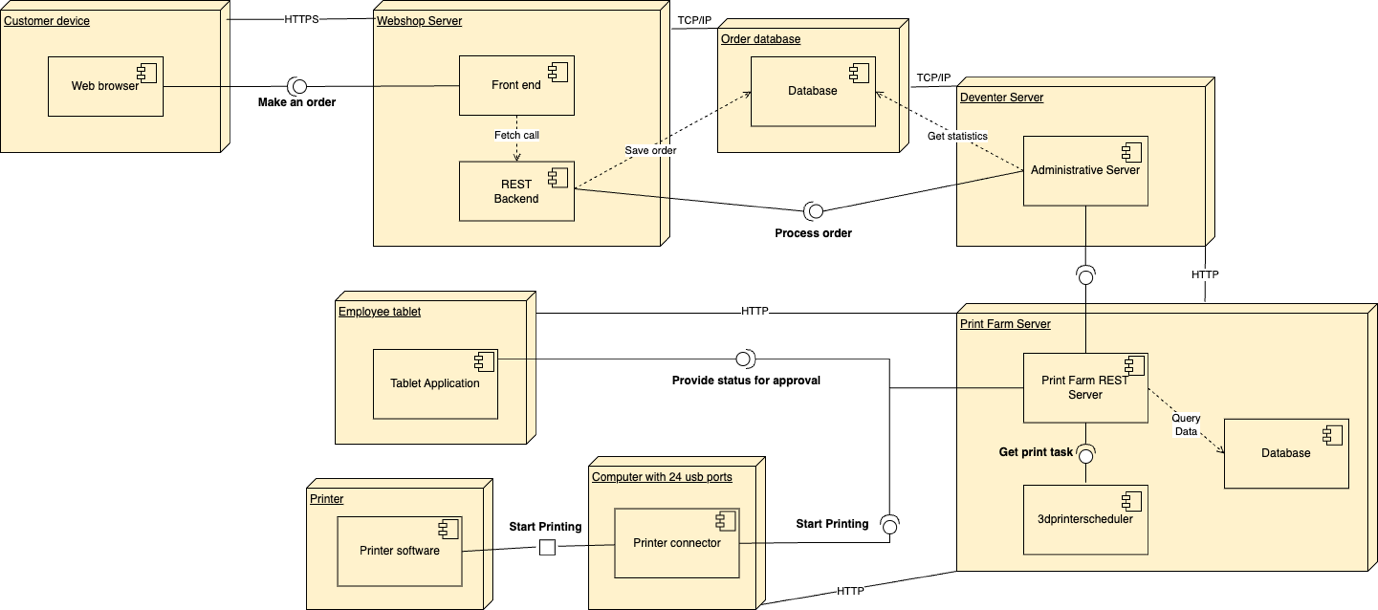 Customer device
HTTPS
Webshop Server
TCP/IP
Order database
TCP/IP
Deventer Server
Web browser
Make an order
Front end
Database
Fetch call
Save order
Get statistics
REST
Backend
Administrative Server
Process order
HTTP
Employee tablet
HTTP
Print Farm Server
Tablet Application
Provide status for approval
Print Farm REST
Server
Query
Data
Database
Get print task
Computer with 24 usb ports
Printer
Start Printing
Start Printing
3dprinterscheduler
Printer software
Printer connector
HTTP